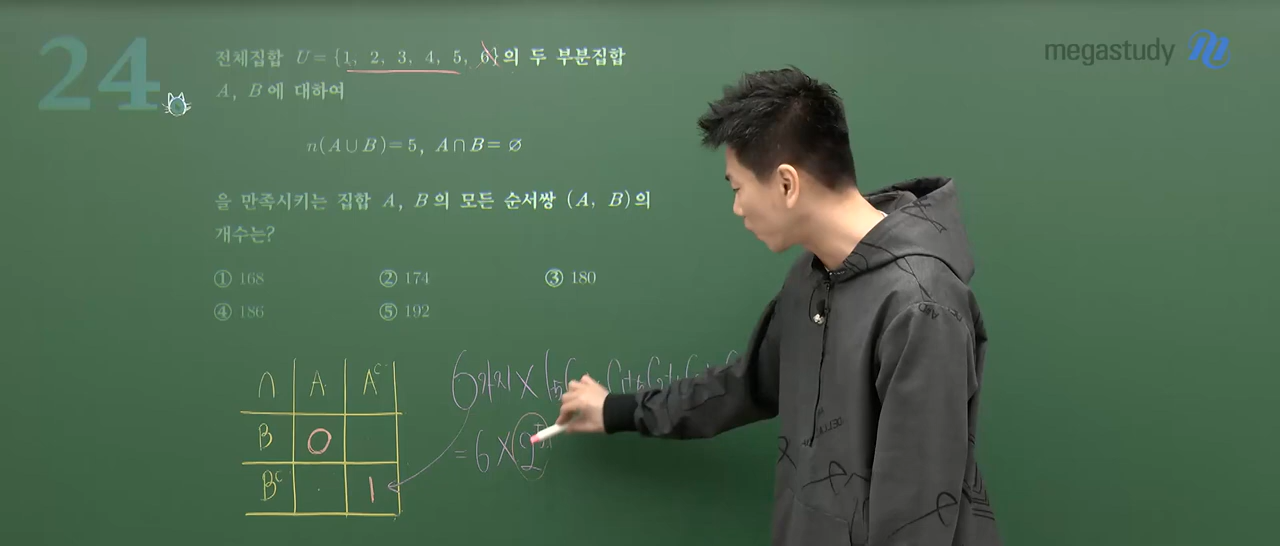 24
전체집합 U={1, 2, 3, 4, 5, 6}의 두 부분집합
A, B에 대하여
n(A∪B)=5, A∩B=∅
을 만족시키는 집합 A, B의 모든 순서쌍 (A, B)의
개수는?
① 168 ② 174 ③ 180
④ 186 ⑤ 192
megastudy
∩ A A^c
B 0
B^c 1
6가지 ×
= 6 × 2^5